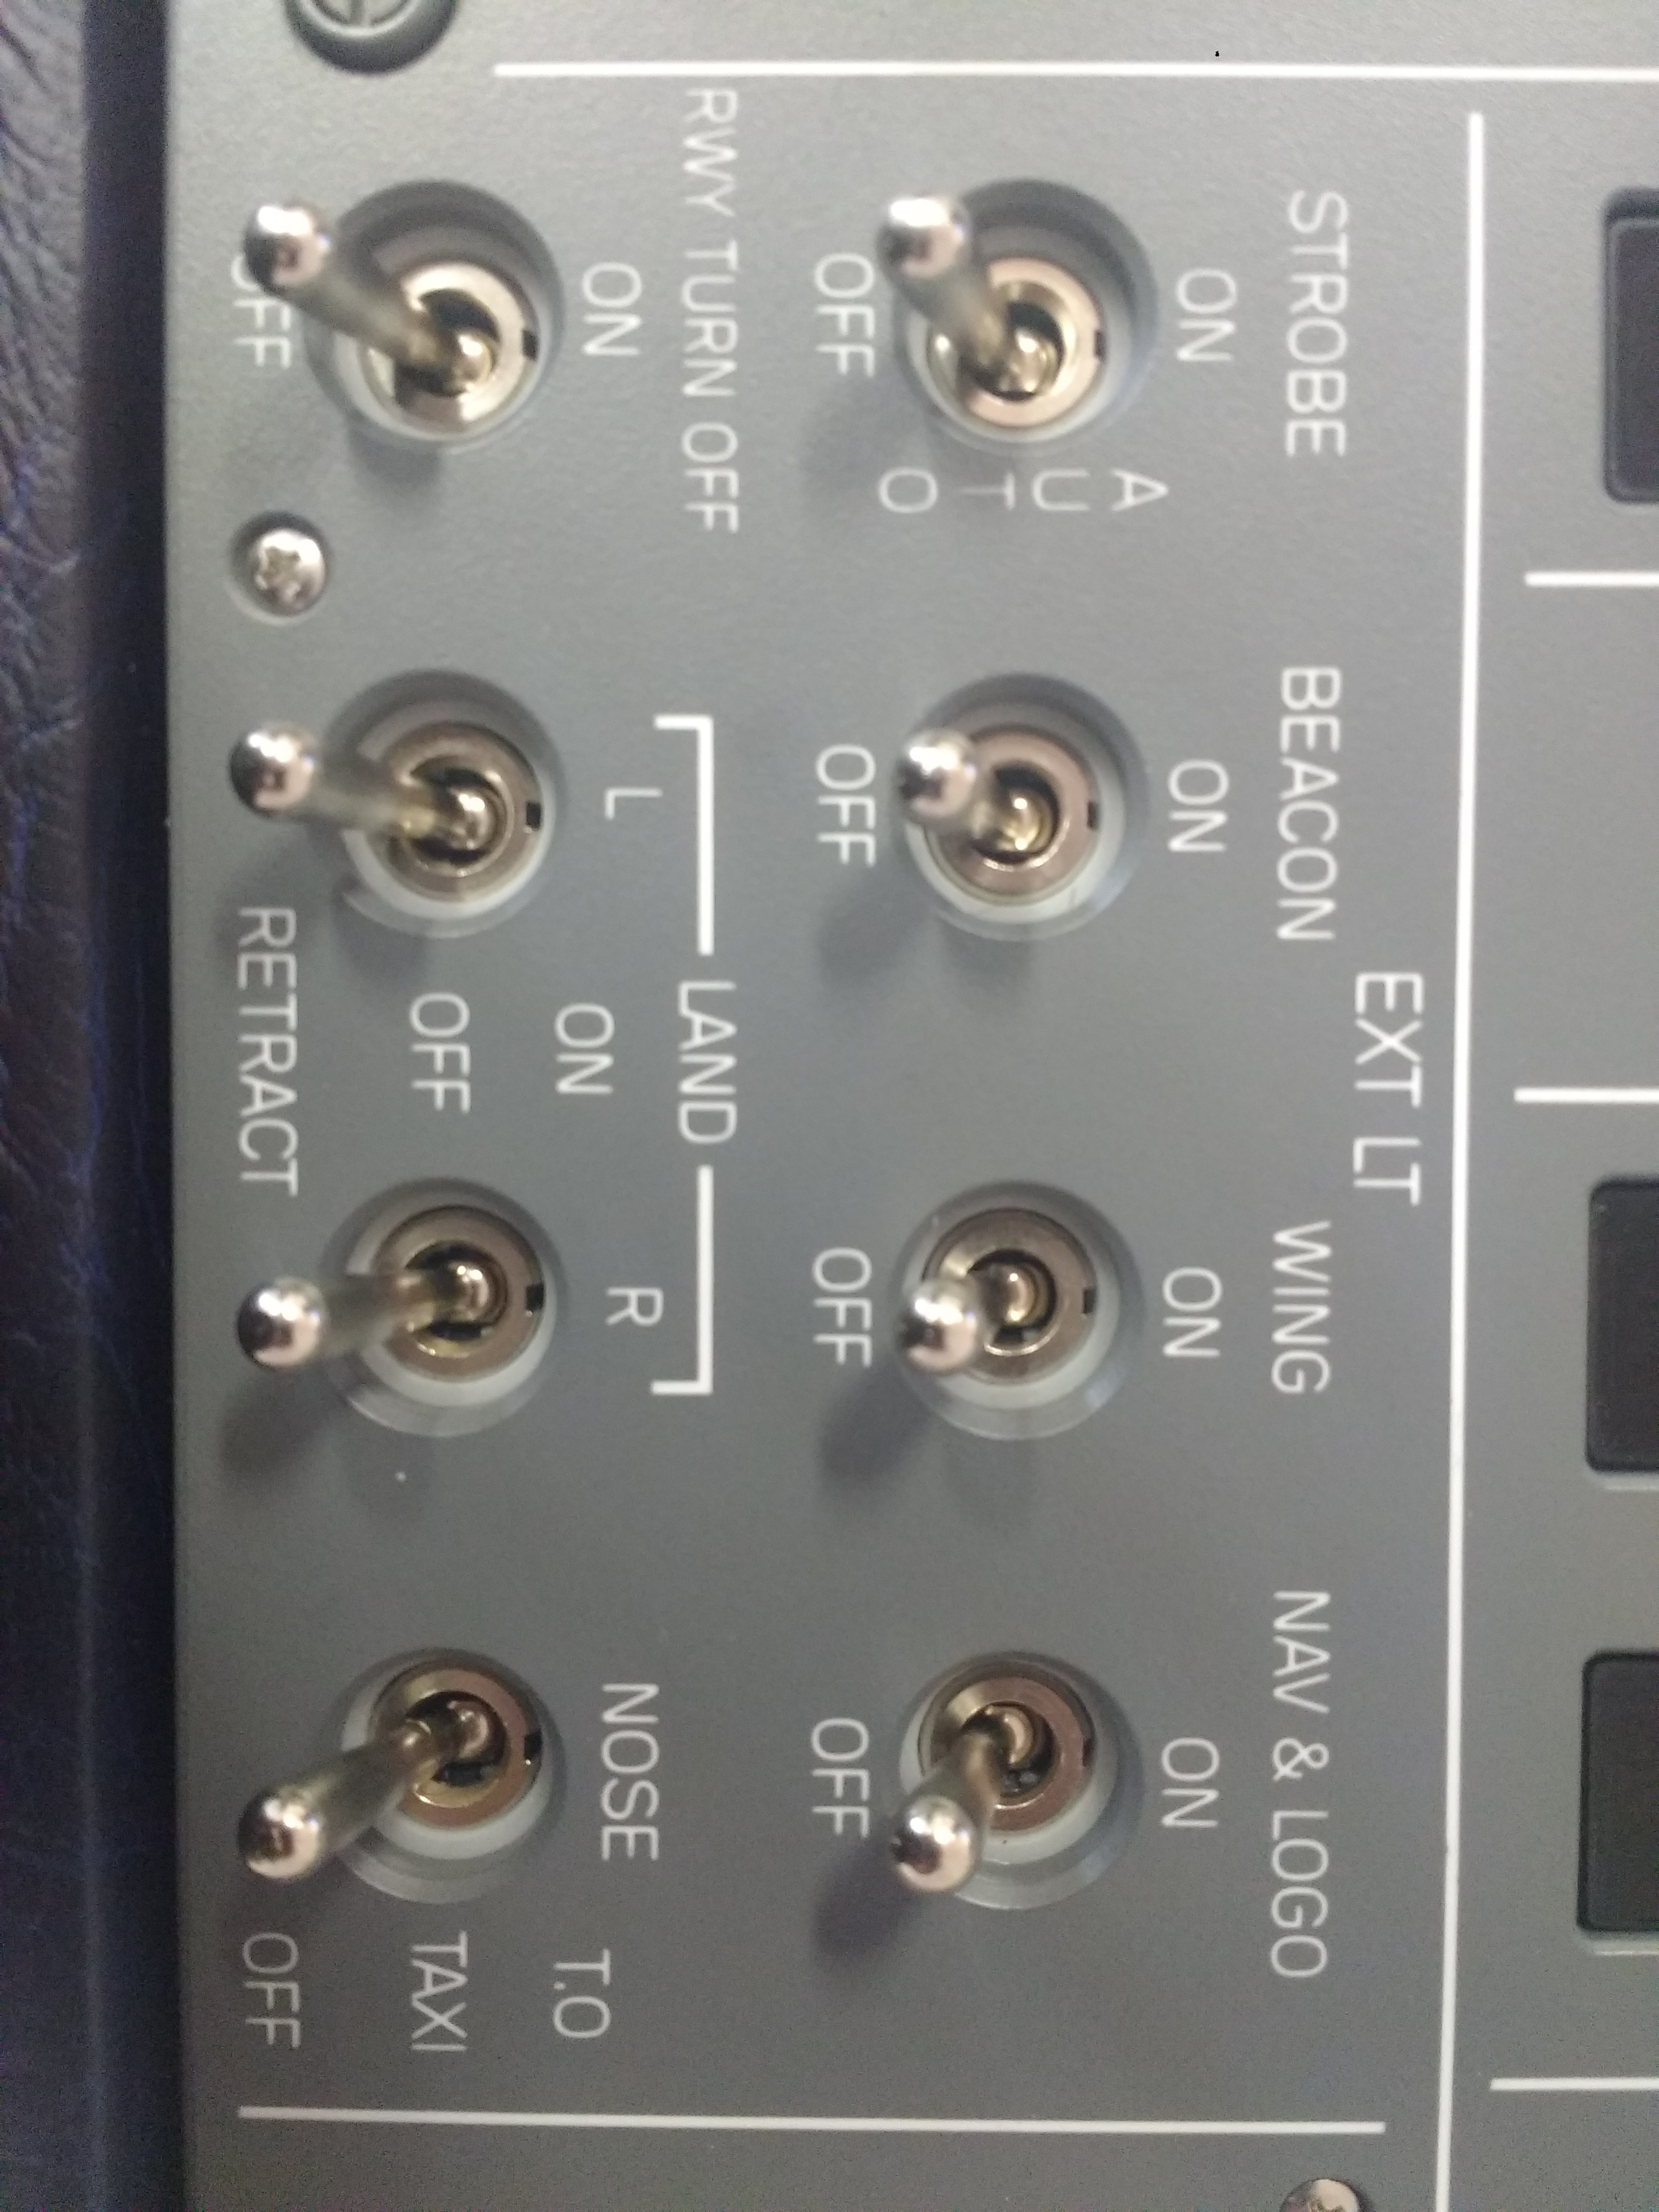 EXT LT
STROBE BEACON WING NAV & LOGO
ON ON ON ON
AUTO
OFF OFF OFF OFF
RWY TURN OFF LAND
ON L R NOSE
ON T.O
OFF TAXI
OFF RETRACT OFF